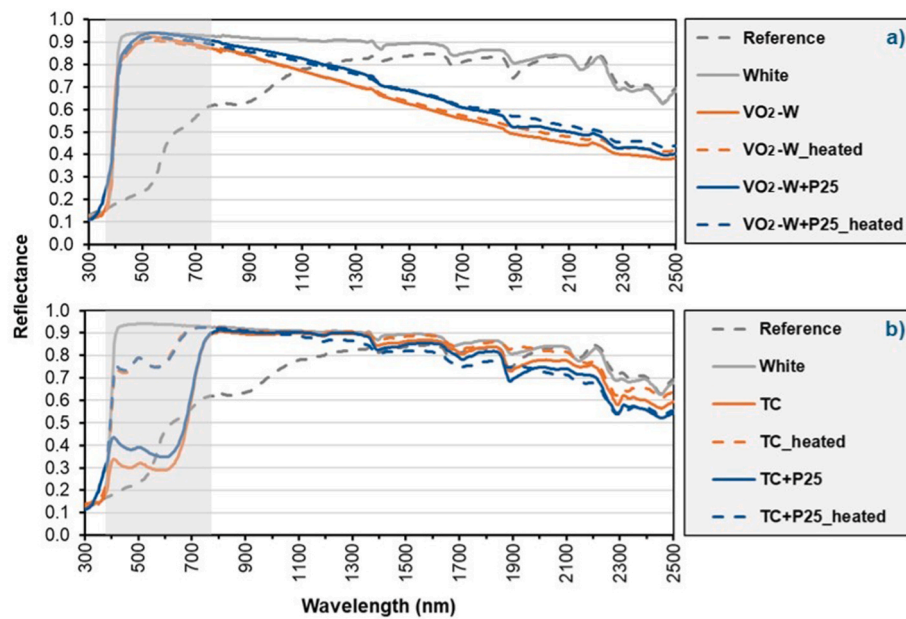 a)
1.0
0.9
0.8
0.7
0.6
0.5
0.4
0.3
0.2
0.1
0.0
300
500
700
900
1100
1300
1500
1700
1900
2100
2300
2500
Reference
White
VO2-W
VO2-W_heated
VO2-W+P25
VO2-W+P25_heated
Reflectance
b)
1.0
0.9
0.8
0.7
0.6
0.5
0.4
0.3
0.2
0.1
0.0
300
500
700
900
1100
1300
1500
1700
1900
2100
2300
2500
Reference
White
TC
TC_heated
TC+P25
TC+P25_heated
Wavelength (nm)